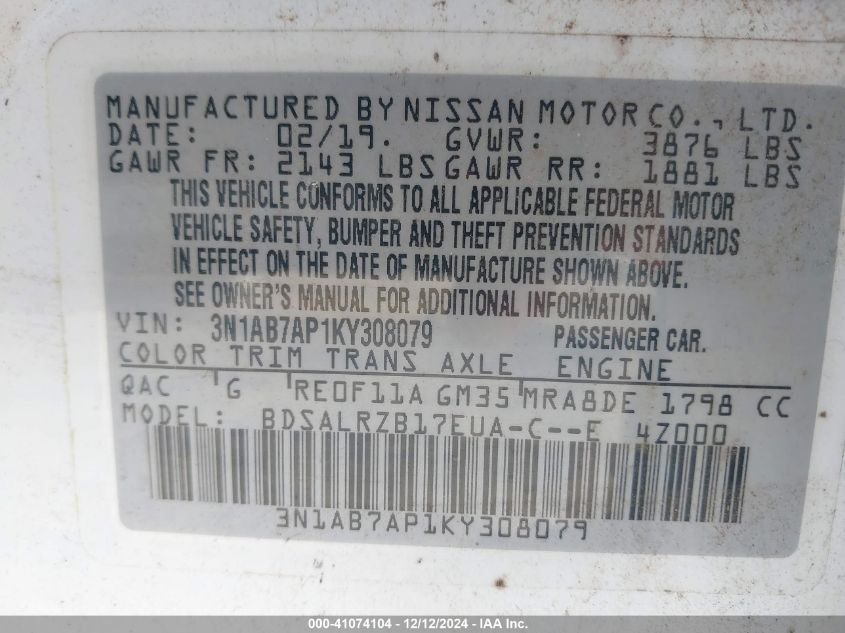 MANUFACTURED BY NISSAN MOTOR CO., LTD.
DATE: 02/19. GVWR: 3876 LBS
GAWR FR: 2143 LBS GAWR RR: 1881 LBS
THIS VEHICLE CONFORMS TO ALL APPLICABLE FEDERAL MOTOR
VEHICLE SAFETY, BUMPER AND THEFT PREVENTION STANDARDS
IN EFFECT ON THE DATE OF MANUFACTURE SHOWN ABOVE.
SEE OWNER'S MANUAL FOR ADDITIONAL INFORMATION.
VIN: 3N1AB7AP1KY308079 PASSENGER CAR.
COLOR TRIM TRANS AXLE ENGINE
QAC G RE0F11A GM35 MRA8DE 1798 CC
MODEL: BDSALRZB17EUA-C--E 4Z000
3N1AB7AP1KY308079
000-41074104 - 12/12/2024 - IAA Inc.